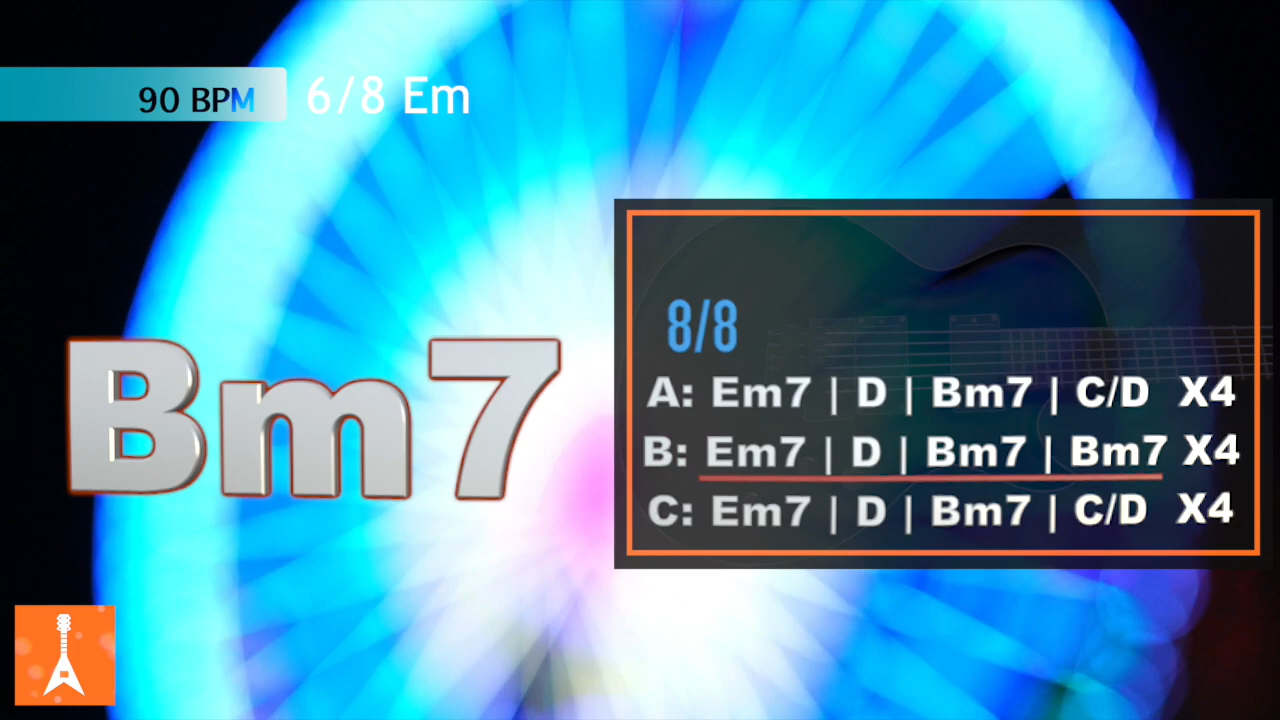 90 BPM 6/8 Em
Bm7
8/8
A: Em7 | D | Bm7 | C/D X4
B: Em7 | D | Bm7 | Bm7 X4
C: Em7 | D | Bm7 | C/D X4